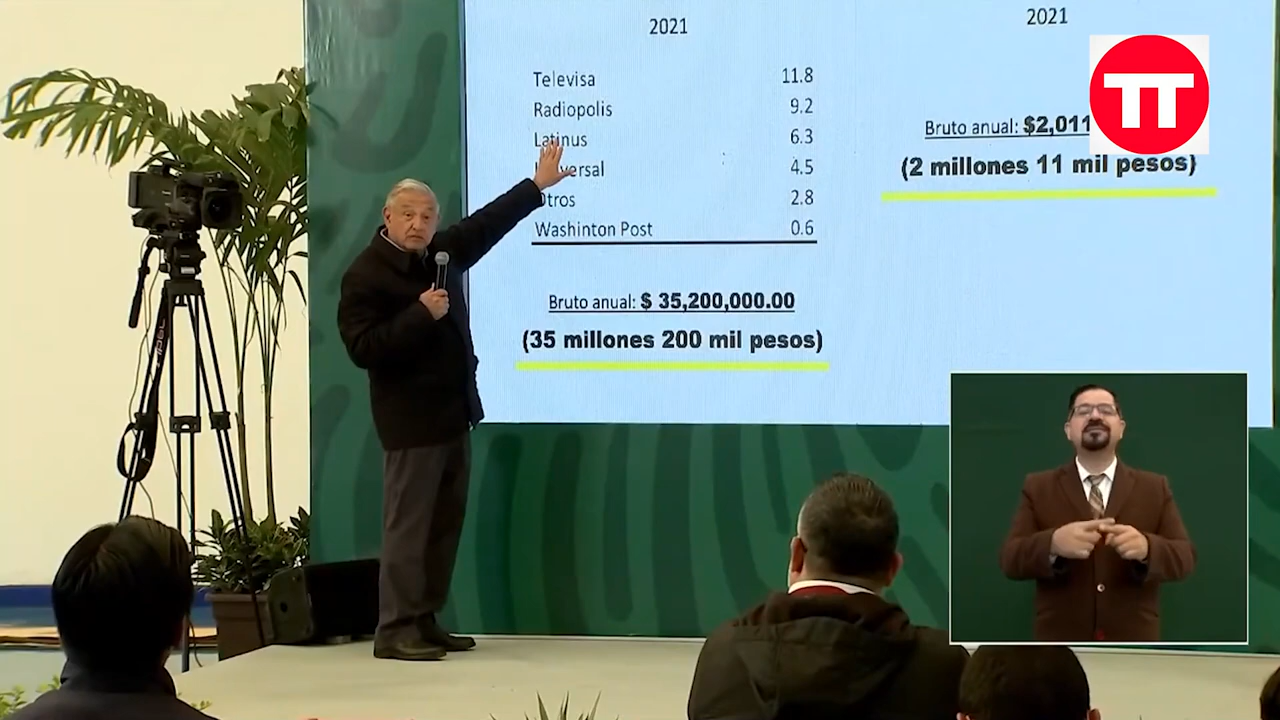 2021
Televisa 11.8
Radiopolis 9.2
Latinus 6.3
4.5
Otros 2.8
Washinton Post 0.6
Bruto anual: $ 35,200,000.00
(35 millones 200 mil pesos)
2021
Bruto anual: $2,011
(2 millones 11 mil pesos)
TT